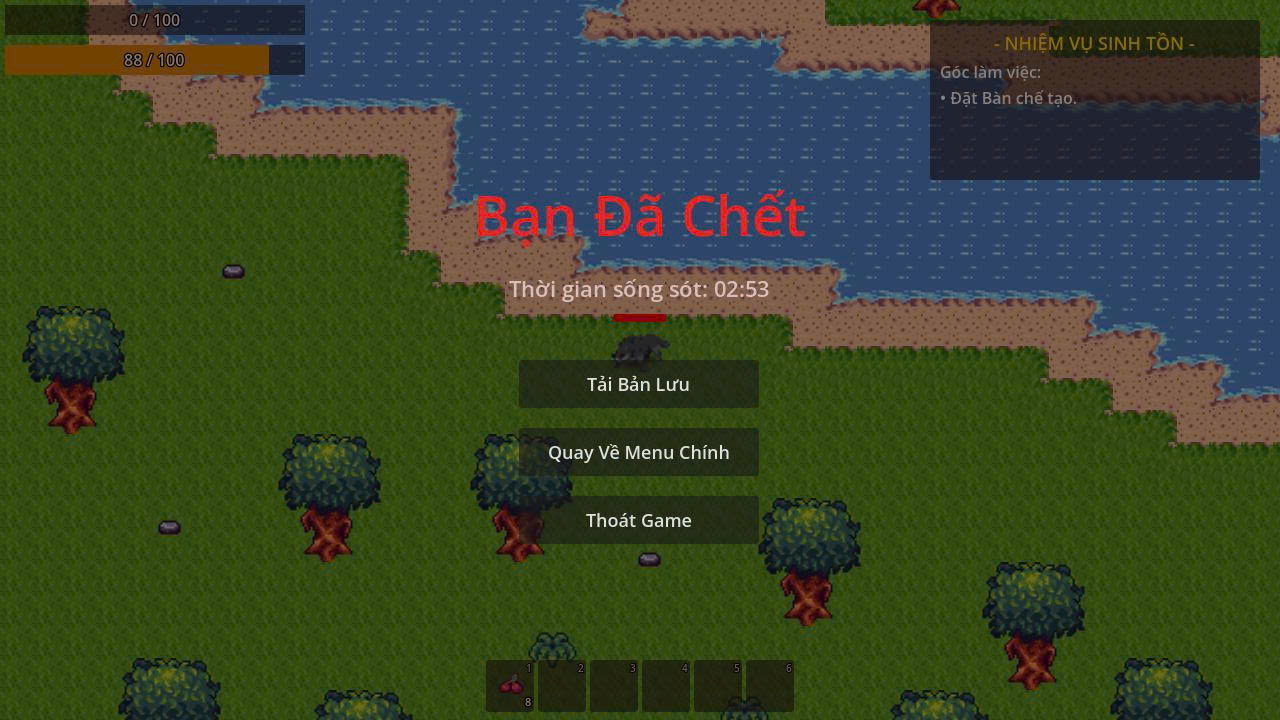 0 / 100
88 / 100
- NHIỆM VỤ SINH TỒN -
Góc làm việc:
• Đặt Bàn chế tạo.
Bạn Đã Chết
Thời gian sống sót: 02:53
Tải Bản Lưu
Quay Về Menu Chính
Thoát Game
1 2 3 4 5 6
8